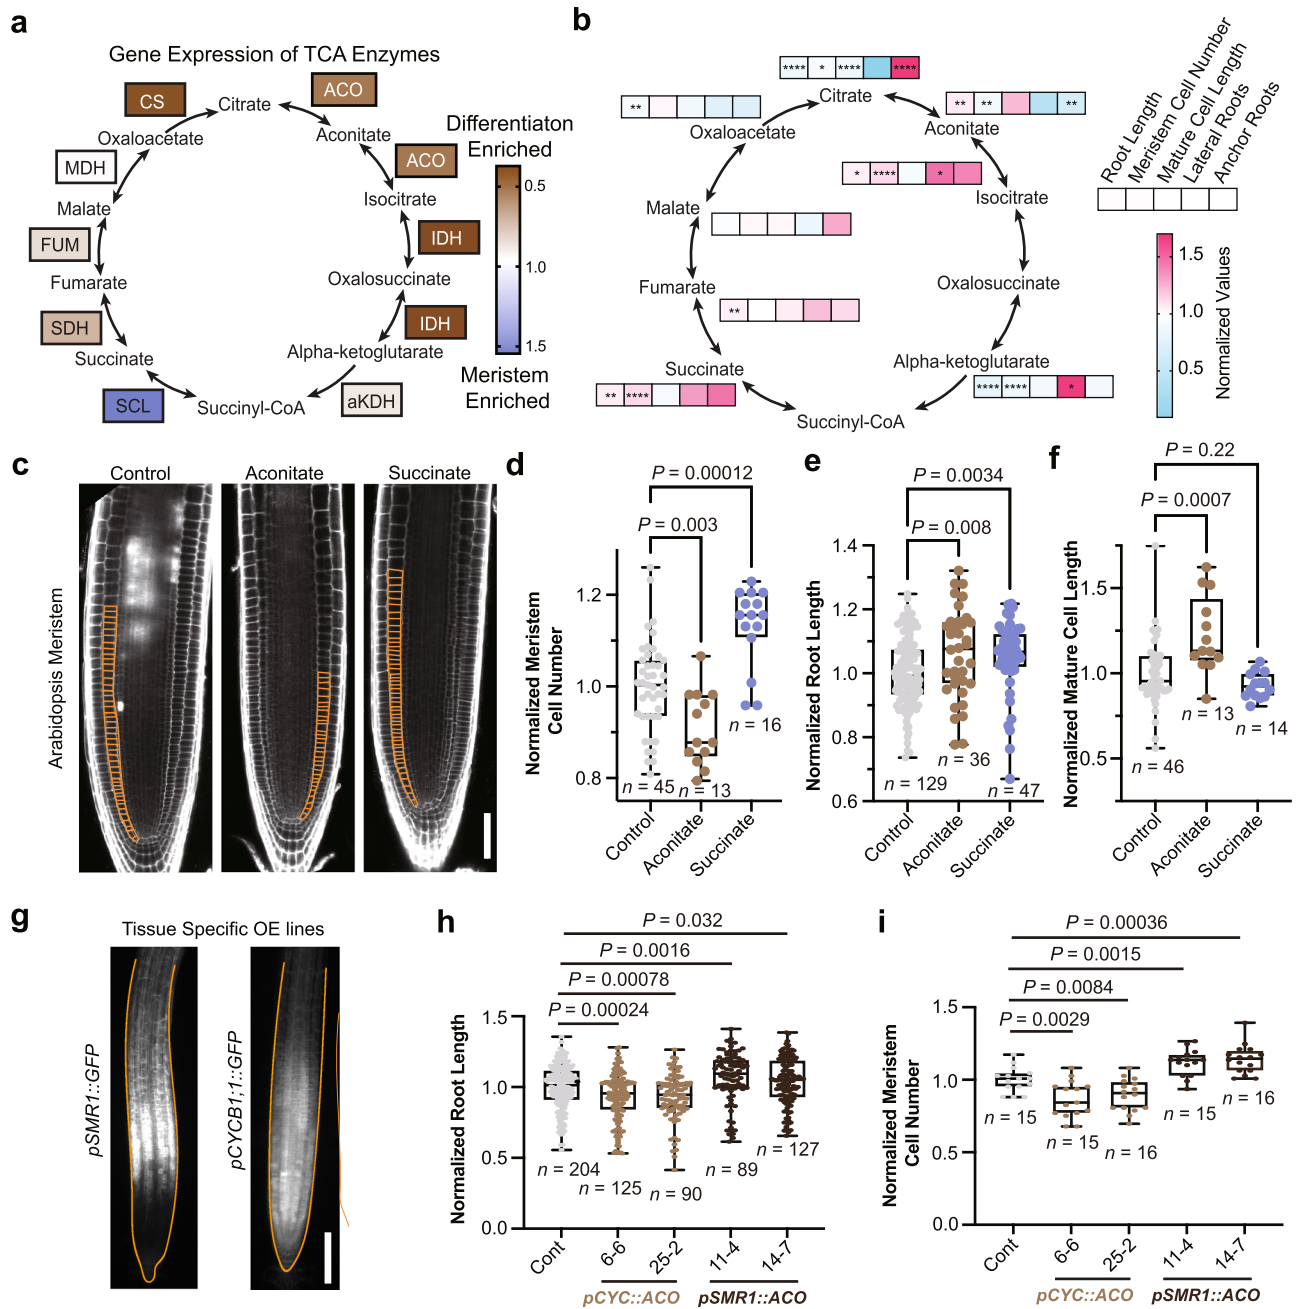 a
Gene Expression of TCA Enzymes
CS
Citrate
ACO
Oxaloacetate
Aconitate
MDH
ACO
Malate
Isocitrate
FUM
IDH
Fumarate
Oxalosuccinate
SDH
IDH
Succinate
Alpha-ketoglutarate
SCL
Succinyl-CoA
aKDH
Differentiaton
Enriched
0.5
1.0
1.5
Meristem
Enriched
b
**** * **** ****
Citrate
**
Oxaloacetate
** ** **
Aconitate
* **** *
Isocitrate
Malate
Fumarate
**
Oxalosuccinate
Succinate
** ****
Alpha-ketoglutarate
**** **** *
Succinyl-CoA
Root Length
Meristem Cell Number
Mature Cell Length
Lateral Roots
Anchor Roots
1.5
1.0
0.5
Normalized Values
c
Control Aconitate Succinate
Arabidopsis Meristem
d
P = 0.00012
P = 0.003
Normalized Meristem
Cell Number
1.2
1.0
0.8
n = 16
n = 45
n = 13
Control
Aconitate
Succinate
e
P = 0.0034
P = 0.008
Normalized Root Length
1.4
1.2
1.0
0.8
0.6
n = 36
n = 129
n = 47
Control
Aconitate
Succinate
f
P = 0.22
P = 0.0007
Normalized Mature Cell Length
1.5
1.0
0.5
n = 13
n = 14
n = 46
Control
Aconitate
Succinate
g
Tissue Specific OE lines
pSMR1::GFP
pCYCB1;1::GFP
h
P = 0.032
P = 0.0016
P = 0.00078
P = 0.00024
Normalized Root Length
1.5
1.0
0.5
0.0
n = 204
n = 125
n = 90
n = 89
n = 127
Cont
6-6
25-2
11-4
14-7
pCYC::ACO
pSMR1::ACO
i
P = 0.00036
P = 0.0015
P = 0.0084
P = 0.0029
Normalized Meristem
Cell Number
1.5
1.0
0.5
0.0
n = 15
n = 15
n = 16
n = 15
n = 16
Cont
6-6
25-2
11-4
14-7
pCYC::ACO
pSMR1::ACO